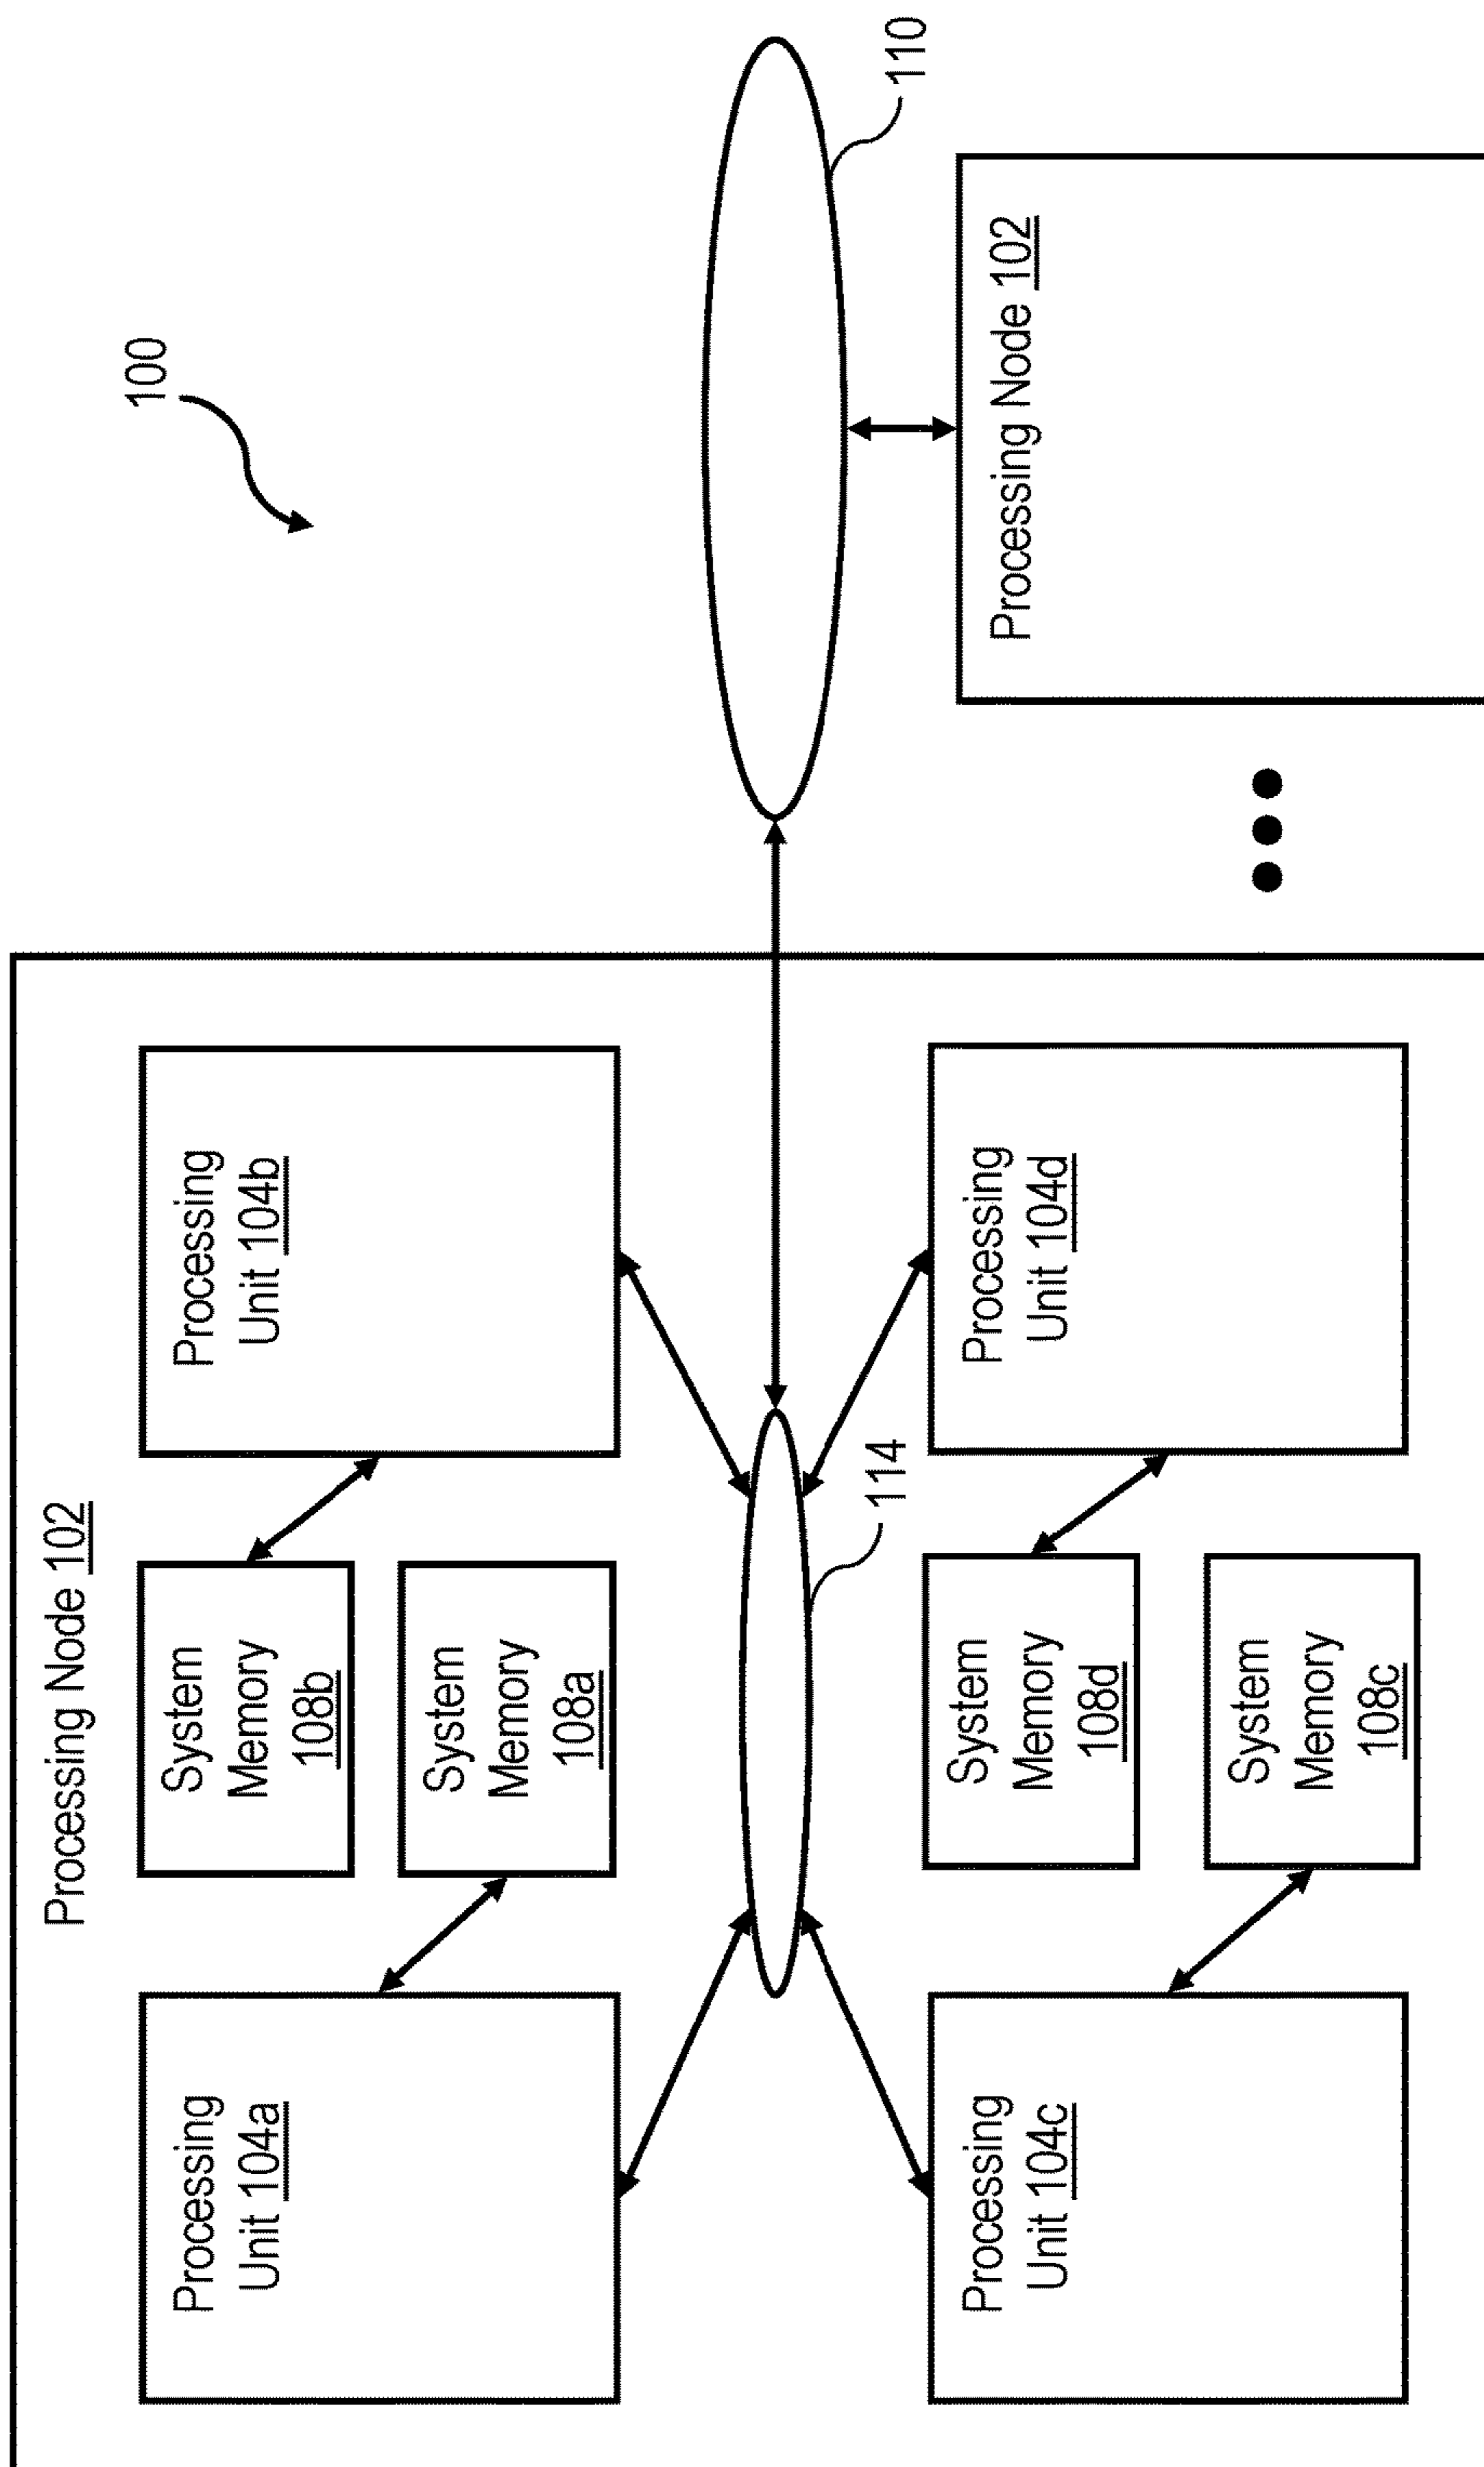 100
Processing Node 102
Processing
Unit 104a
System
Memory
108b
System
Memory
108a
Processing
Unit 104b
114
110
Processing
Unit 104c
System
Memory
108d
System
Memory
108c
Processing
Unit 104d
Processing Node 102